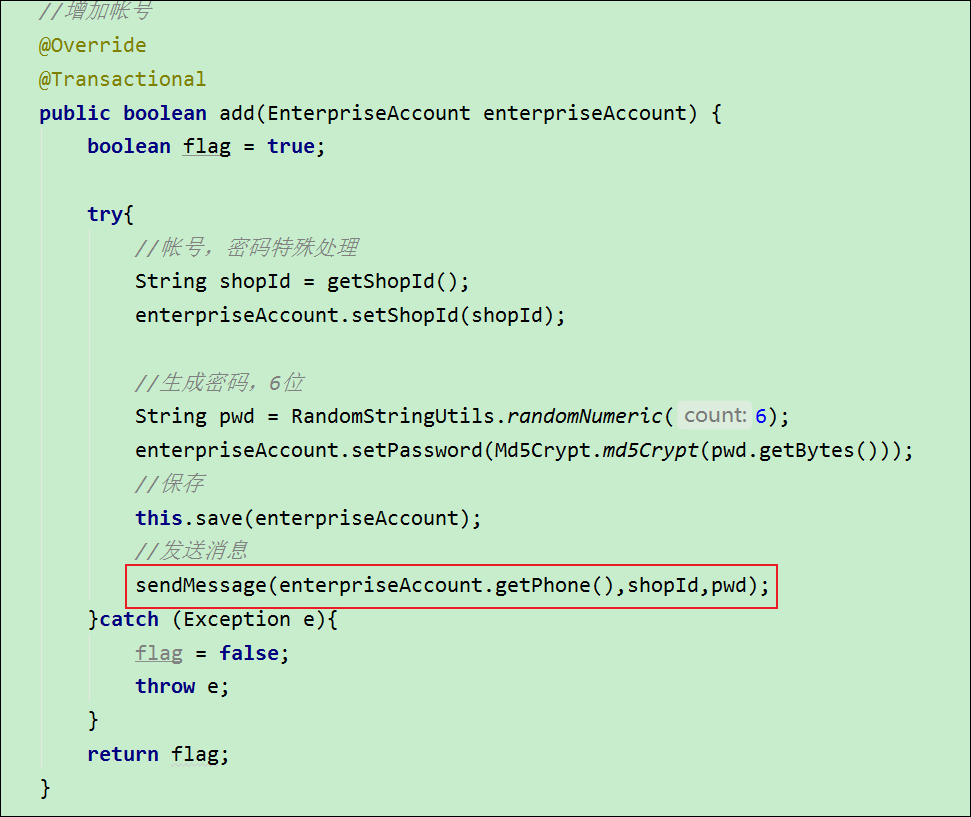 //增加帐号
@Override
@Transactional
public boolean add(EnterpriseAccount enterpriseAccount) {
boolean flag = true;
try{
//帐号，密码特殊处理
String shopId = getShopId();
enterpriseAccount.setShopId(shopId);
//生成密码，6位
String pwd = RandomStringUtils.randomNumeric( count: 6);
enterpriseAccount.setPassword(Md5Crypt.md5Crypt(pwd.getBytes()));
//保存
this.save(enterpriseAccount);
//发送消息
sendMessage(enterpriseAccount.getPhone(),shopId,pwd);
}catch (Exception e){
flag = false;
throw e;
}
return flag;
}